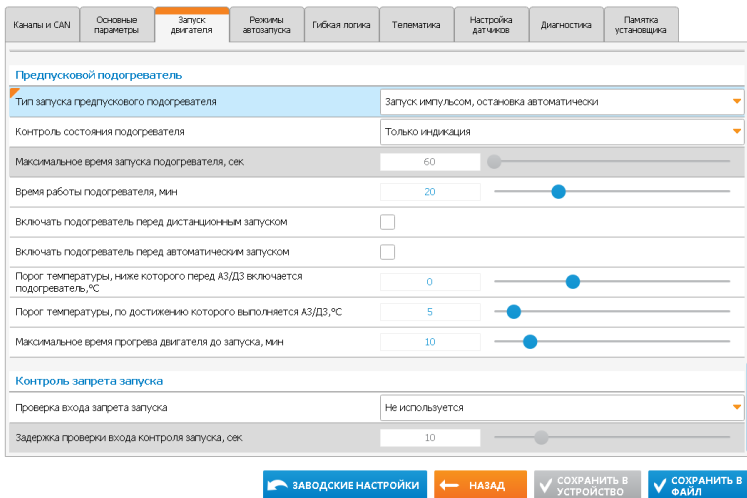 Каналы и CAN
Основные
параметры
Запуск
двигателя
Режимы
автозапуска
Гибкая логика
Телематика
Настройка
датчиков
Диагностика
Памятка
установщика
Предпусковой подогреватель
Тип запуска предпускового подогревателя
Запуск импульсом, остановка автоматически
Контроль состояния подогревателя
Только индикация
Максимальное время запуска подогревателя, сек
60
Время работы подогревателя, мин
20
Включать подогреватель перед дистанционным запуском
Включать подогреватель перед автоматическим запуском
Порог температуры, ниже которого перед АЗ/ДЗ включается
подогреватель,°С
0
Порог температуры, по достижению которого выполняется АЗ/ДЗ,°С
5
Максимальное время прогрева двигателя до запуска, мин
10
Контроль запрета запуска
Проверка входа запрета запуска
Не используется
Задержка проверки входа контроля запуска, сек
10
ЗАВОДСКИЕ НАСТРОЙКИ
НАЗАД
СОХРАНИТЬ В
УСТРОЙСТВО
СОХРАНИТЬ В
ФАЙЛ